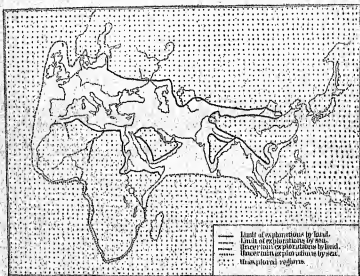 Limit of explorations by land.
Limit of explorations by sea.
Uncertain explorations by land.
Uncertain explorations by sea.
Unexplored regions.